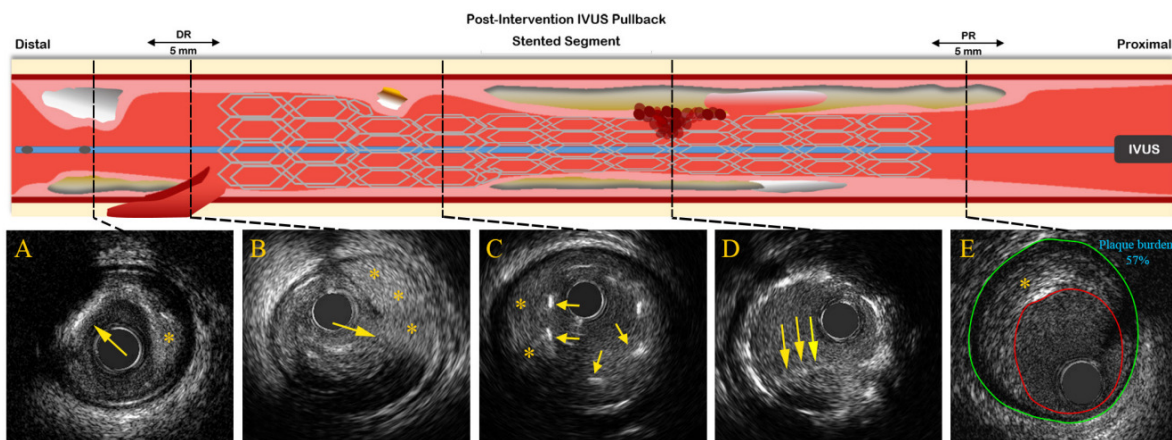 Post-Intervention IVUS Pullback
Distal DR Stented Segment PR Proximal
5 mm 5 mm
IVUS
A B C D E Plaque burden
57%
* * * * * * *